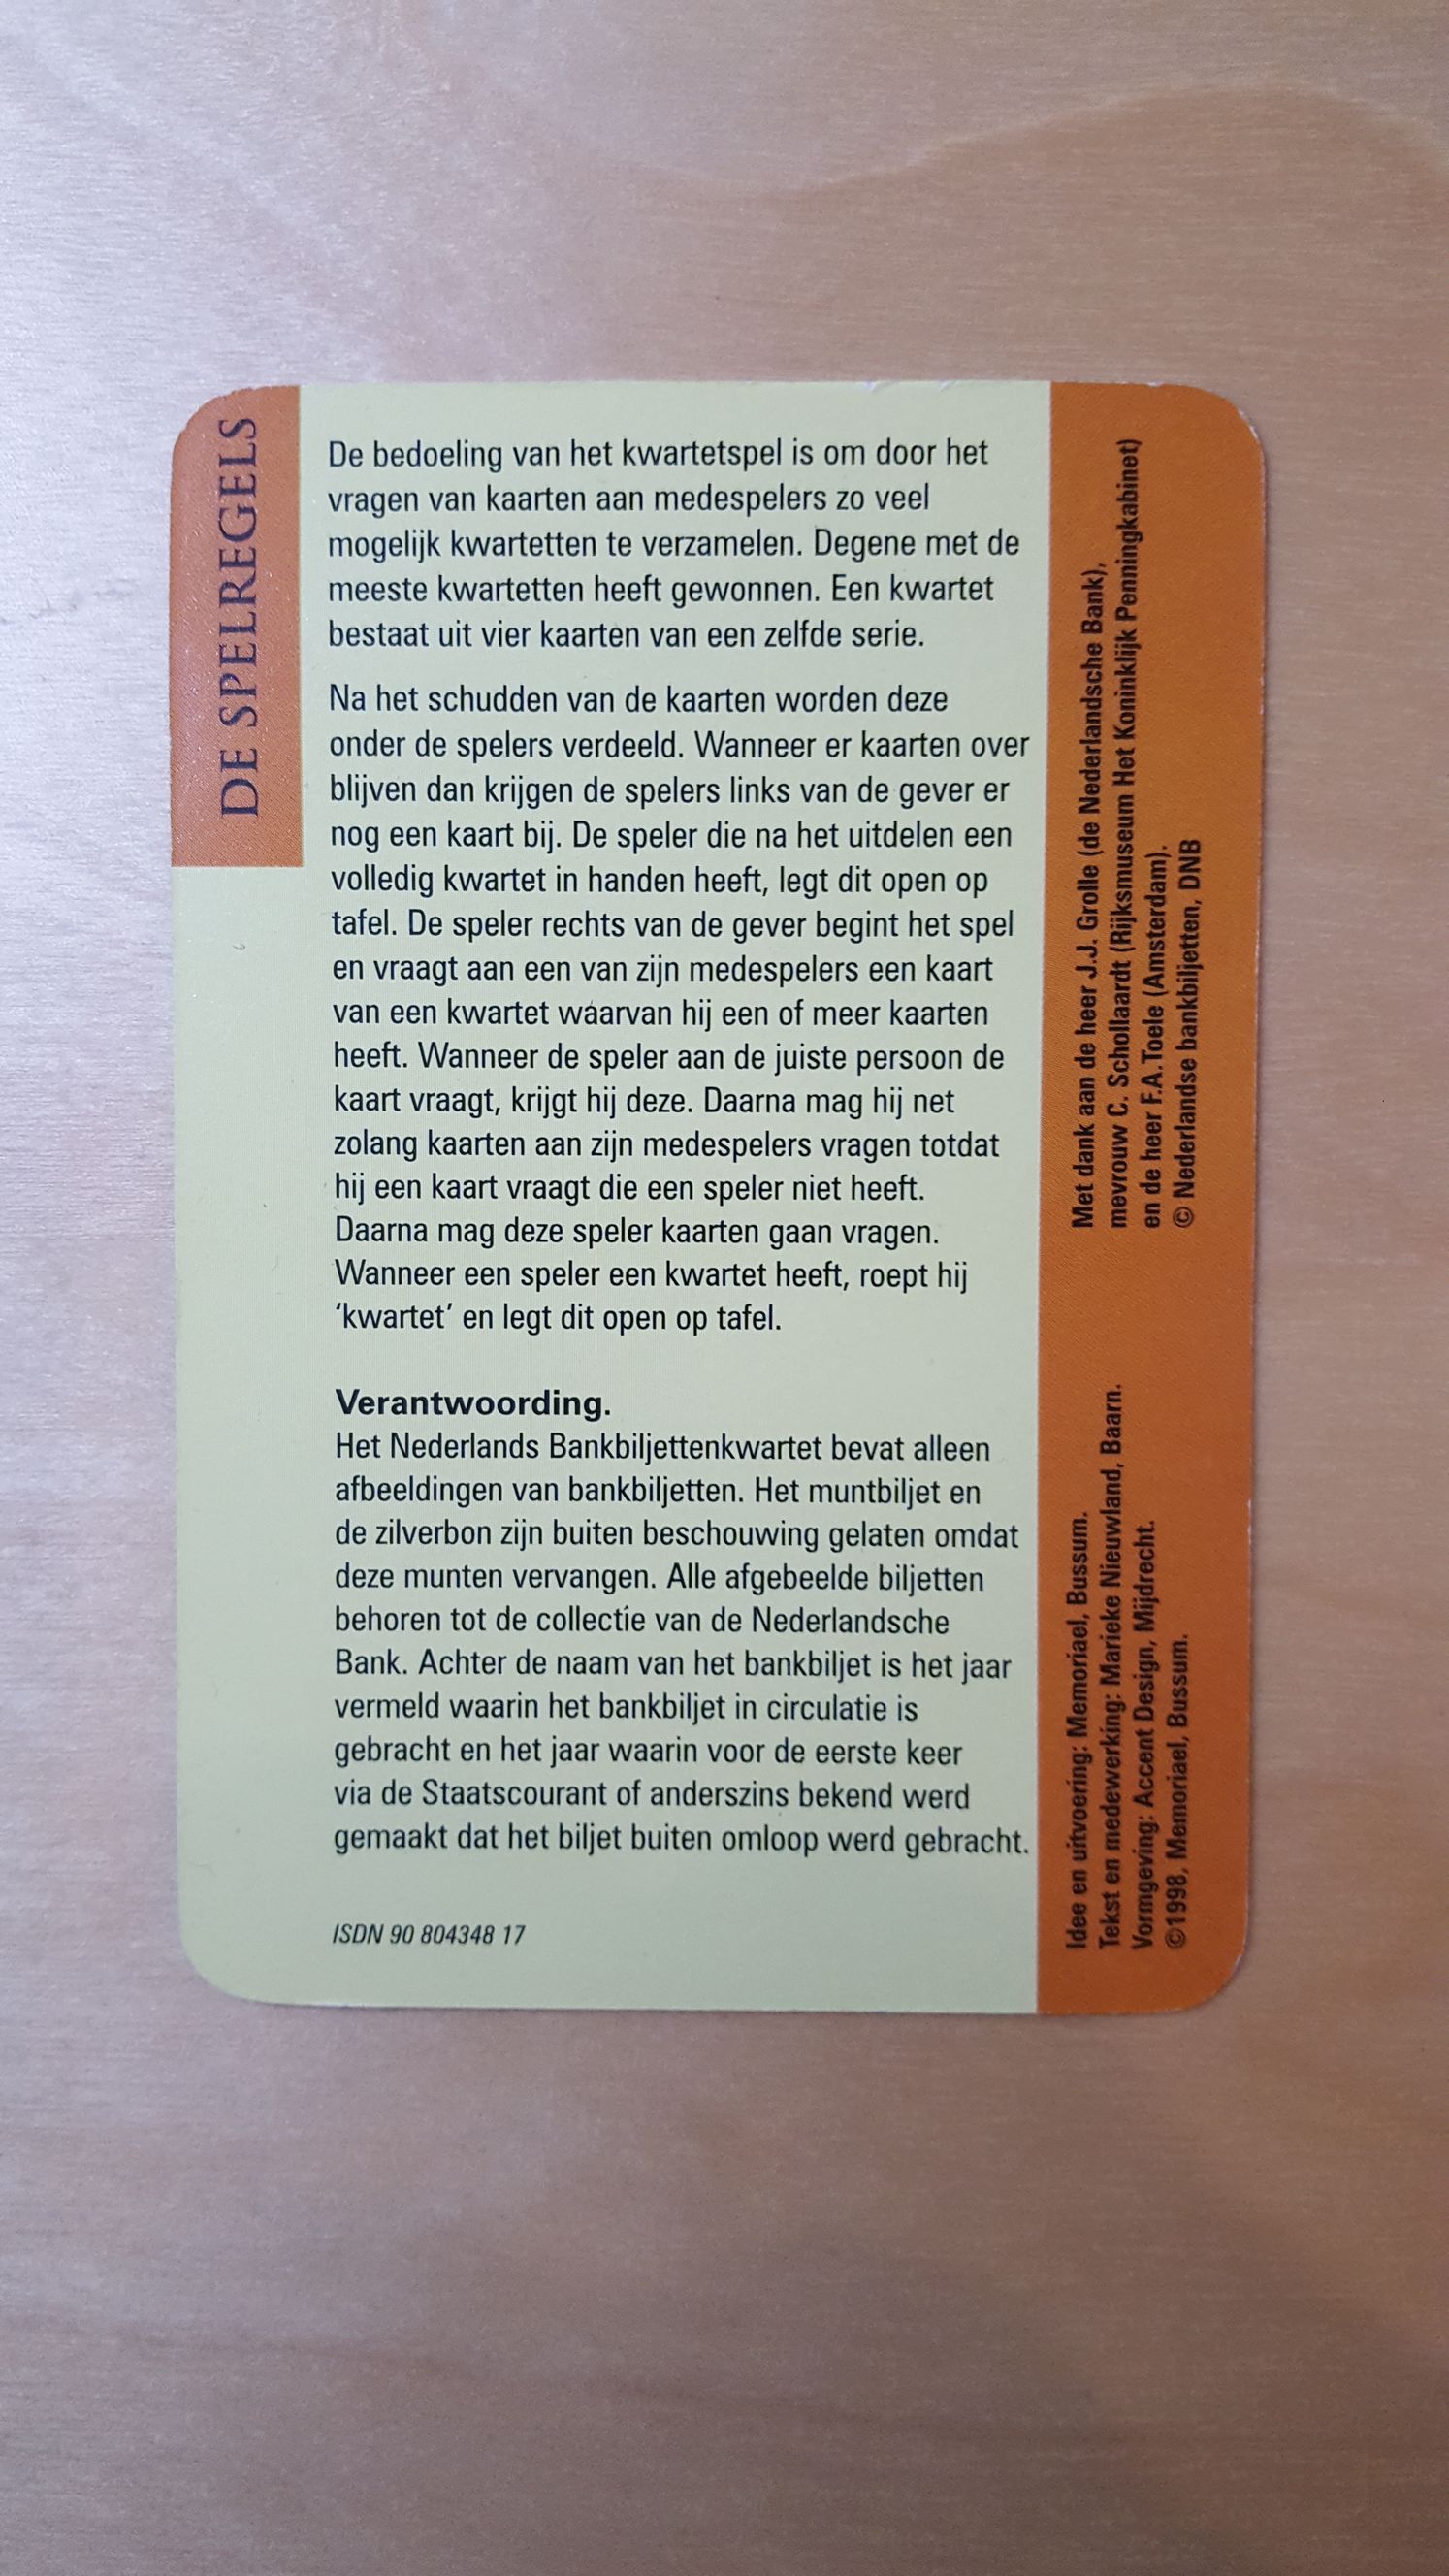 DE SPELREGELS
De bedoeling van het kwartetspel is om door het
vragen van kaarten aan medespelers zo veel
mogelijk kwartetten te verzamelen. Degene met de
meeste kwartetten heeft gewonnen. Een kwartet
bestaat uit vier kaarten van een zelfde serie.
Na het schudden van de kaarten worden deze
onder de spelers verdeeld. Wanneer er kaarten over
blijven dan krijgen de spelers links van de gever er
nog een kaart bij. De speler die na het uitdelen een
volledig kwartet in handen heeft, legt dit open op
tafel. De speler rechts van de gever begint het spel
en vraagt aan een van zijn medespelers een kaart
van een kwartet waarvan hij een of meer kaarten
heeft. Wanneer de speler aan de juiste persoon de
kaart vraagt, krijgt hij deze. Daarna mag hij net
zolang kaarten aan zijn medespelers vragen totdat
hij een kaart vraagt die een speler niet heeft.
Daarna mag deze speler kaarten gaan vragen.
Wanneer een speler een kwartet heeft, roept hij
‘kwartet’ en legt dit open op tafel.
Verantwoording.
Het Nederlands Bankbiljettenkwartet bevat alleen
afbeeldingen van bankbiljetten. Het muntbiljet en
de zilverbon zijn buiten beschouwing gelaten omdat
deze munten vervangen. Alle afgebeelde biljetten
behoren tot de collectie van de Nederlandsche
Bank. Achter de naam van het bankbiljet is het jaar
vermeld waarin het bankbiljet in circulatie is
gebracht en het jaar waarin voor de eerste keer
via de Staatscourant of anderszins bekend werd
gemaakt dat het biljet buiten omloop werd gebracht.
ISDN 90 804348 17
Idee en uitvoering: Memoriael, Bussum.
Tekst en medewerking: Marieke Nieuwland, Baarn.
Vormgeving: Accent Design, Mijdrecht.
©1998, Memoriael, Bussum.
Met dank aan de heer J.J. Grolle (de Nederlandsche Bank),
mevrouw C. Schollaardt (Rijksmuseum Het Koninklijk Penningkabinet)
en de heer F.A. Toele (Amsterdam).
© Nederlandse bankbiljetten, DNB